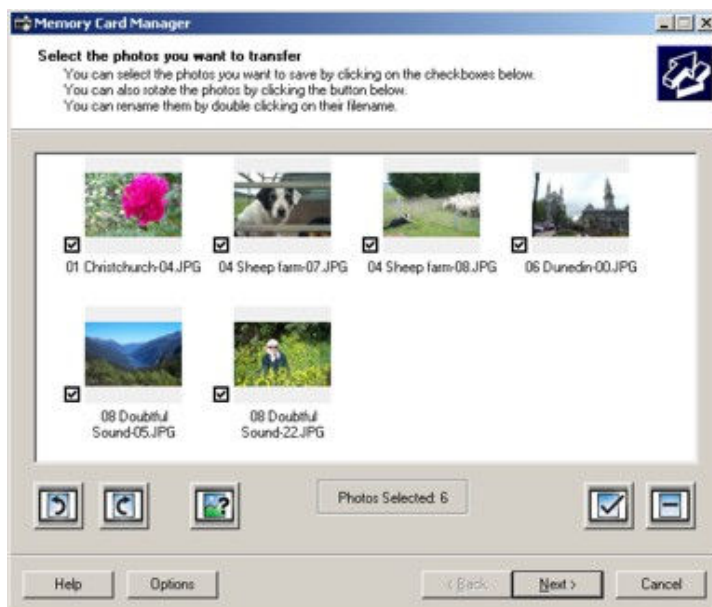 Memory Card Manager
Select the photos you want to transfer
You can select the photos you want to save by clicking on the checkboxes below.
You can also rotate the photos by clicking the button below.
You can rename them by double clicking on their filename.
01 Christchurch-04.JPG
04 Sheep farm-07.JPG
04 Sheep farm-08.JPG
06 Dunedin-00.JPG
08 Doubtful
Sound-05.JPG
08 Doubtful
Sound-22.JPG
?
Photos Selected: 6
Help
Options
< Back
Next >
Cancel